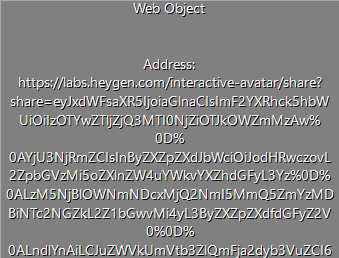 Web Object
Address:
https://labs.heygen.com/interactive-avatar/share?
share=eyJxdWFsaXR5IjoiaGlnaCIsImF2YXRhck5hbW
UiOiIzOTYwZTljZjQ3MTI0NjZiOTJkOWZmMzAw%
0D%
0AYjU3NjRmZCIsInByZXZpZXdJbWciOiJodHRwczovL
2ZpbGVzMi5oZXlnZW4uYWkvYXZhdGFyL3Yz%0D%
0ALzM5NjBlOWNmNDcxMjQ2NmI5MmQ5ZmYzMD
BiNTc2NGZkL2Z1bGwvMi4yL3ByZXZpZXdfdGFyZ2V
0%0D%
0ALndlYnAiLCJuZWVkUmVtb3ZlQmFja2dyb3VuZCI6